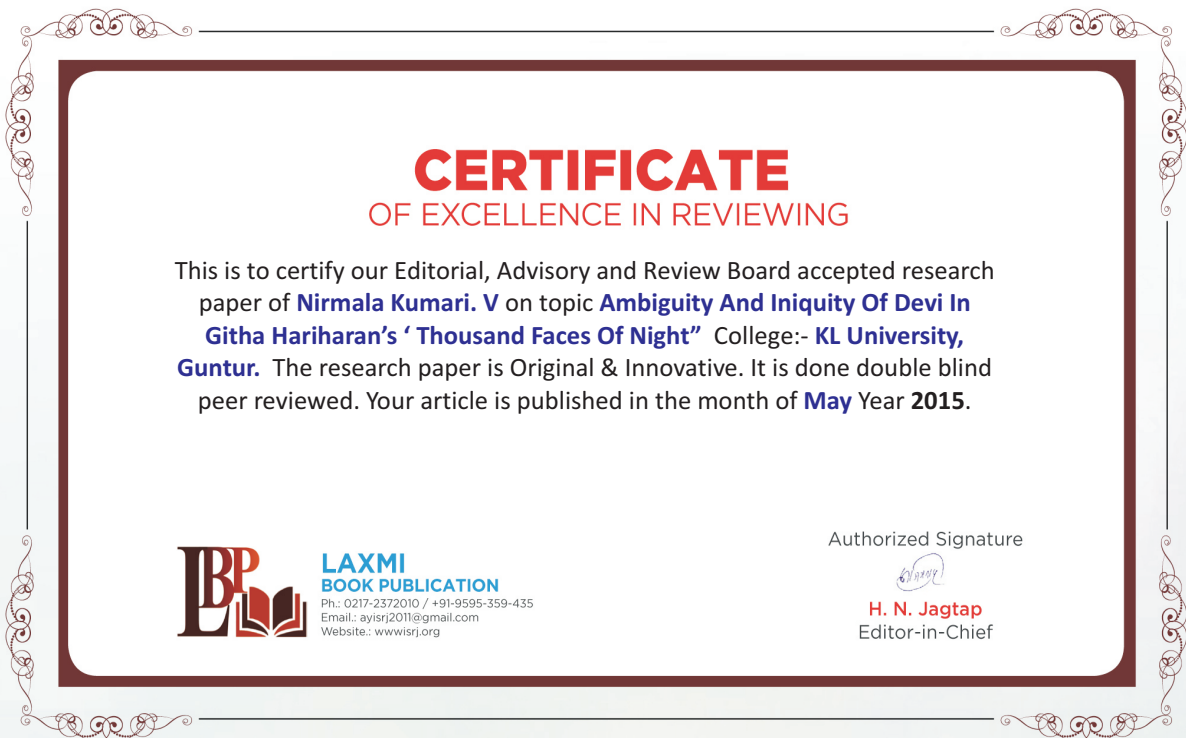 CERTIFICATE
OF EXCELLENCE IN REVIEWING
This is to certify our Editorial, Advisory and Review Board accepted research
paper of Nirmala Kumari. V on topic Ambiguity And Iniquity Of Devi In
Githa Hariharan’s ‘ Thousand Faces Of Night” College:- KL University,
Guntur. The research paper is Original & Innovative. It is done double blind
peer reviewed. Your article is published in the month of May Year 2015.
LBP
LAXMI
BOOK PUBLICATION
Ph.: 0217-2372010 / +91-9595-359-435
Email.: ayisrj2011@gmail.com
Website.: wwwisrj.org
Authorized Signature
H. N. Jagtap
Editor-in-Chief